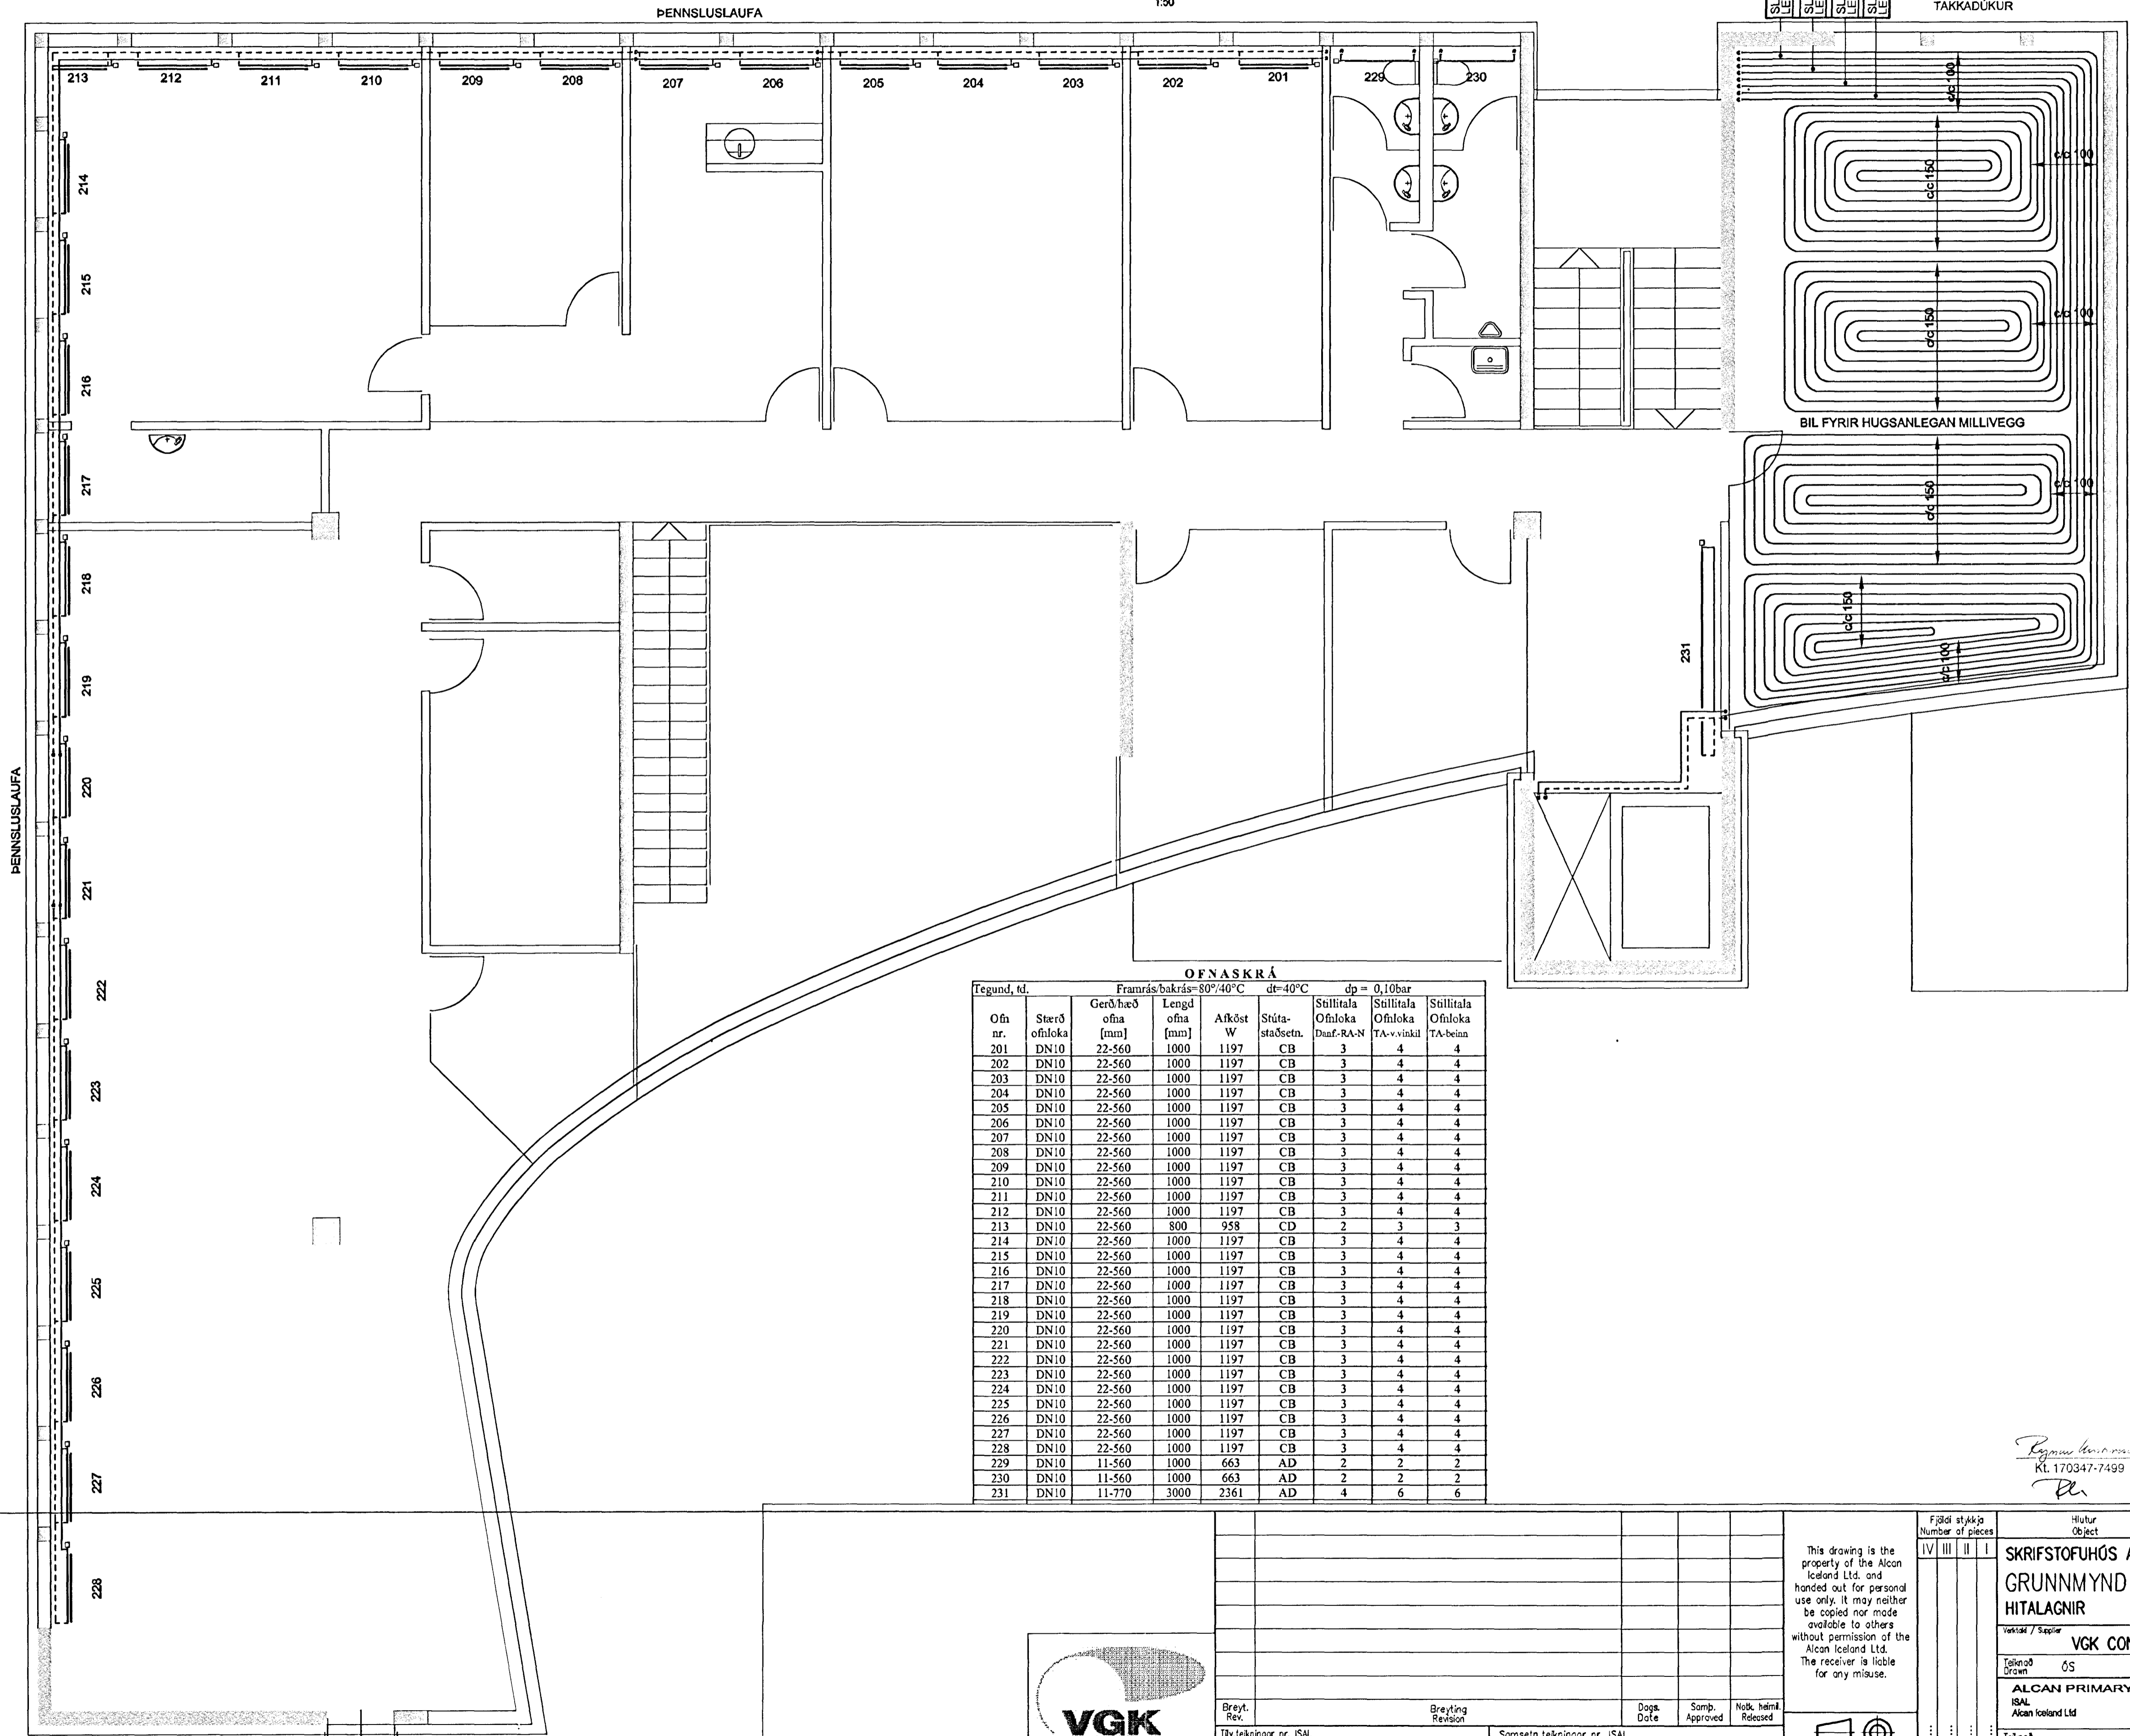 1:50
ÞENNSLUSLAUFA
TAKKADÚKUR
213 212 211 210 209 208 207 206 205 204 203 202 201 229 230
c/c 100
214
c/c 150
c/c 100
215
216
c/c 150
c/c 100
BIL FYRIR HUGSANLEGAN MILLIVEGG
217
c/c 150
c/c 100
218
c/c 150
219
231
c/c 100
ÞENNSLUSLAUFA
220
221
222
223
224
225
226
227
228
OFNASKRÁ
Tegund, td. Framrás/bakrás=80°/40°C dt=40°C dp = 0,10bar
Gerð/hæð Lengd Stillitala Stillitala Stillitala
Ofn Stærð ofna ofna Afköst Stúta- Ofnloka Ofnloka Ofnloka
nr. ofnloka [mm] [mm] W staðsetn. Danf.-RA-N TA-v.vinkil TA-beinn
201 DN10 22-560 1000 1197 CB 3 4 4
202 DN10 22-560 1000 1197 CB 3 4 4
203 DN10 22-560 1000 1197 CB 3 4 4
204 DN10 22-560 1000 1197 CB 3 4 4
205 DN10 22-560 1000 1197 CB 3 4 4
206 DN10 22-560 1000 1197 CB 3 4 4
207 DN10 22-560 1000 1197 CB 3 4 4
208 DN10 22-560 1000 1197 CB 3 4 4
209 DN10 22-560 1000 1197 CB 3 4 4
210 DN10 22-560 1000 1197 CB 3 4 4
211 DN10 22-560 1000 1197 CB 3 4 4
212 DN10 22-560 1000 1197 CB 3 4 4
213 DN10 22-560 800 958 CD 2 3 3
214 DN10 22-560 1000 1197 CB 3 4 4
215 DN10 22-560 1000 1197 CB 3 4 4
216 DN10 22-560 1000 1197 CB 3 4 4
217 DN10 22-560 1000 1197 CB 3 4 4
218 DN10 22-560 1000 1197 CB 3 4 4
219 DN10 22-560 1000 1197 CB 3 4 4
220 DN10 22-560 1000 1197 CB 3 4 4
221 DN10 22-560 1000 1197 CB 3 4 4
222 DN10 22-560 1000 1197 CB 3 4 4
223 DN10 22-560 1000 1197 CB 3 4 4
224 DN10 22-560 1000 1197 CB 3 4 4
225 DN10 22-560 1000 1197 CB 3 4 4
226 DN10 22-560 1000 1197 CB 3 4 4
227 DN10 22-560 1000 1197 CB 3 4 4
228 DN10 22-560 1000 1197 CB 3 4 4
229 DN10 11-560 1000 663 AD 2 2 2
230 DN10 11-560 1000 663 AD 2 2 2
231 DN10 11-770 3000 2361 AD 4 6 6
Kt. 170347-7499
This drawing is the
property of the Alcan
Iceland Ltd. and
handed out for personal
use only. It may neither
be copied nor made
available to others
without permission of the
Alcan Iceland Ltd.
The receiver is liable
for any misuse.
Fjöldi stykkja
Number of pieces
IV III II I
Hlutur
Object
SKRIFSTOFUHÚS
GRUNNMYND
HITALAGNIR
Verktaki / Supplier
VGK
Teiknað
Drawn
ÓS
ALCAN PRIMARY
ISAL
Alcan Iceland Ltd
VGK
Breyt.
Rev.
Breyting
Revision
Dags.
Date
Samþ.
Approved
Notk. heimil.
Released